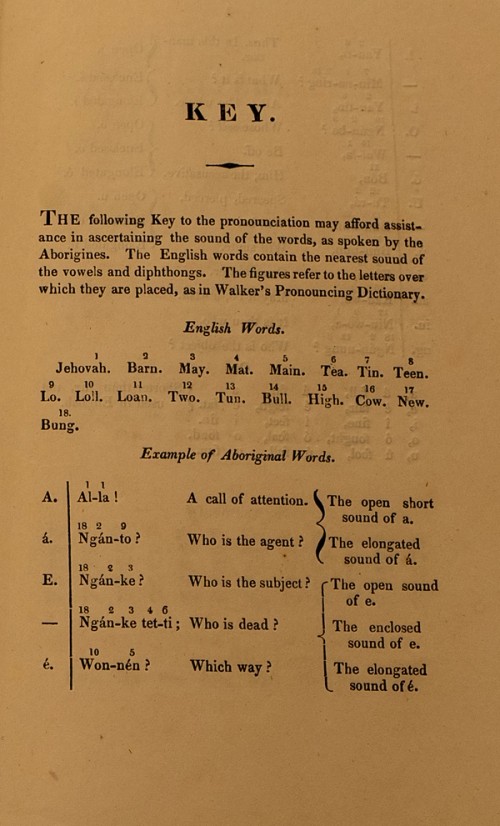 KEY.
THE following Key to the pronounciation may afford assist-
ance in ascertaining the sound of the words, as spoken by the
Aborigines. The English words contain the nearest sound of
the vowels and diphthongs. The figures refer to the letters over
which they are placed, as in Walker's Pronouncing Dictionary.
English Words.
1 2 3 4 5 6 7 8
Jehovah. Barn. May. Mat. Main. Tea. Tin. Teen.
9 10 11 12 13 14 15 16 17
Lo. Loll. Loan. Two. Tun. Bull. High. Cow. New.
18.
Bung.
Example of Aboriginal Words.
1 1
A. Al-la ! A call of attention. The open short
sound of a.
18 2 9
á. Ngán-to ? Who is the agent ? The elongated
sound of á.
18 2 3
E. Ngán-ke ? Who is the subject ? The open sound
of e.
18 2 3 4 6
— Ngán-ke tet-ti ; Who is dead ? The enclosed
sound of e.
10 5
é. Won-nén ? Which way ? The elongated
sound of é.